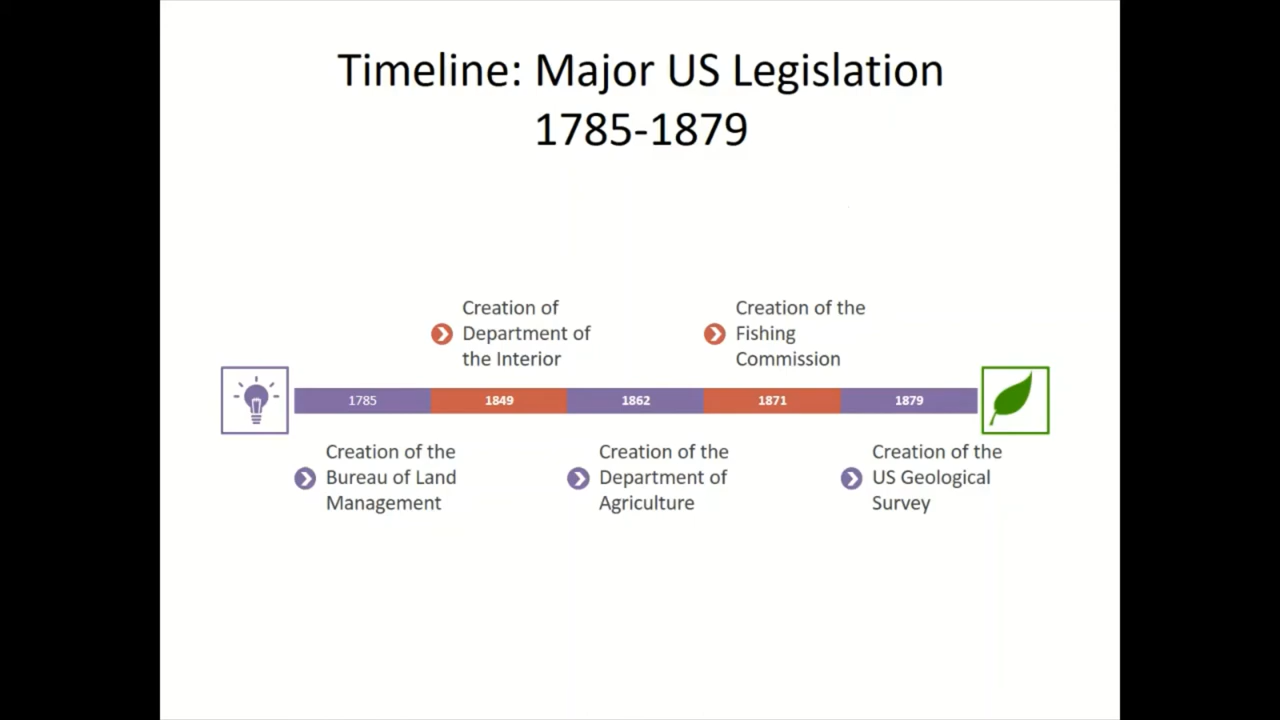 Timeline: Major US Legislation
1785-1879
Creation of
Department of
the Interior
Creation of the
Fishing
Commission
1785
1849
1862
1871
1879
Creation of the
Bureau of Land
Management
Creation of the
Department of
Agriculture
Creation of the
US Geological
Survey